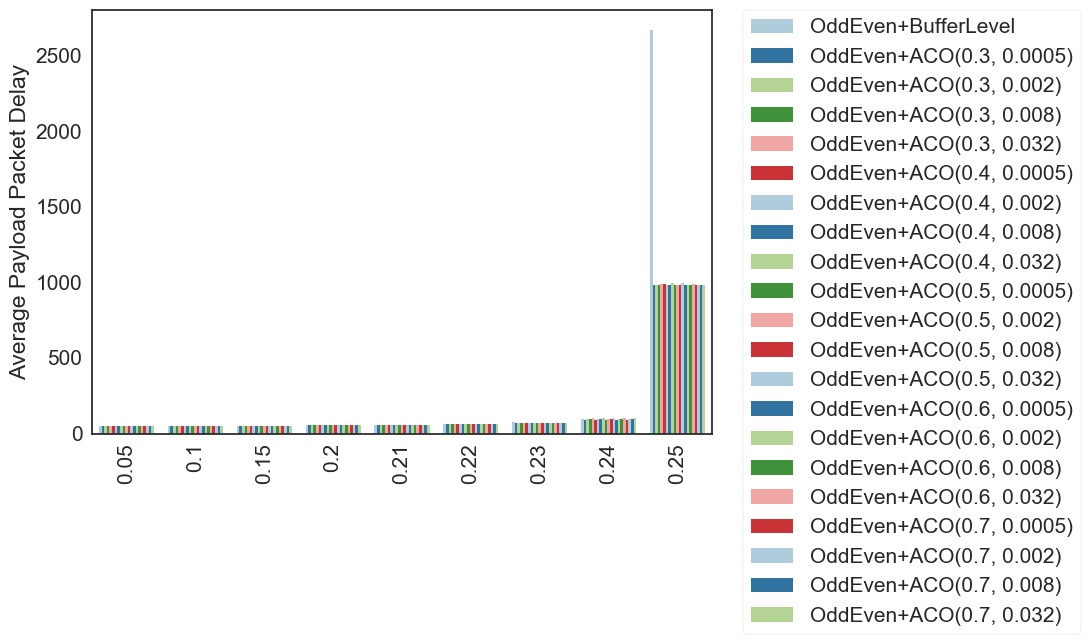 Average Payload Packet Delay
2500
2000
1500
1000
500
0
0.05
0.1
0.15
0.2
0.21
0.22
0.23
0.24
0.25
OddEven+BufferLevel
OddEven+ACO(0.3, 0.0005)
OddEven+ACO(0.3, 0.002)
OddEven+ACO(0.3, 0.008)
OddEven+ACO(0.3, 0.032)
OddEven+ACO(0.4, 0.0005)
OddEven+ACO(0.4, 0.002)
OddEven+ACO(0.4, 0.008)
OddEven+ACO(0.4, 0.032)
OddEven+ACO(0.5, 0.0005)
OddEven+ACO(0.5, 0.002)
OddEven+ACO(0.5, 0.008)
OddEven+ACO(0.5, 0.032)
OddEven+ACO(0.6, 0.0005)
OddEven+ACO(0.6, 0.002)
OddEven+ACO(0.6, 0.008)
OddEven+ACO(0.6, 0.032)
OddEven+ACO(0.7, 0.0005)
OddEven+ACO(0.7, 0.002)
OddEven+ACO(0.7, 0.008)
OddEven+ACO(0.7, 0.032)